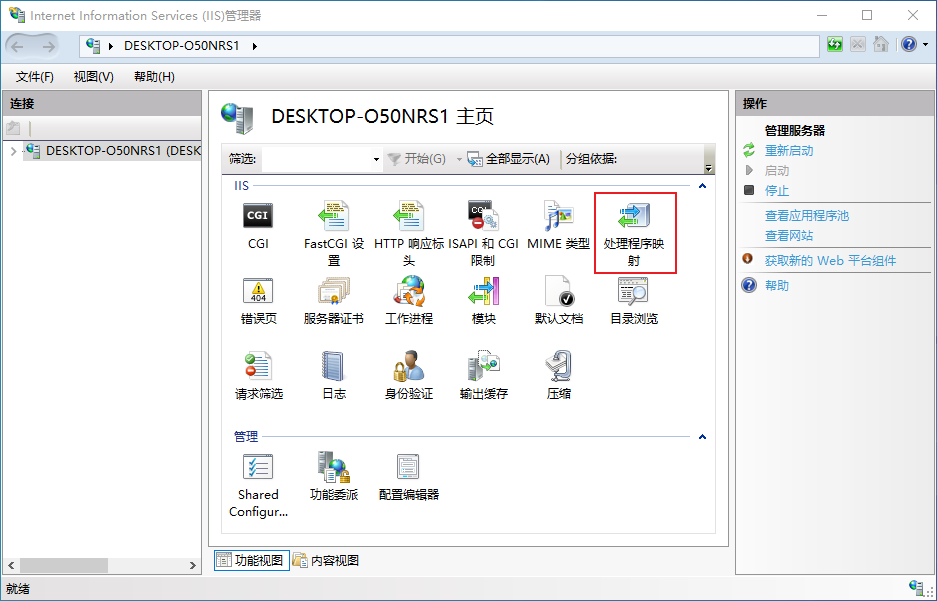 Internet Information Services (IIS)管理器
DESKTOP-O50NRS1
文件(F) 视图(V) 帮助(H)
连接
DESKTOP-O50NRS1 (DESK
DESKTOP-O50NRS1 主页
筛选: 开始(G) 全部显示(A) 分组依据:
IIS
CGI
CGI
FastCGI 设
置
HTTP 响应标
头
CGI
ISAPI 和 CGI
限制
MIME 类型
处理程序映
射
404
错误页
服务器证书
工作进程
模块
默认文档
目录浏览
请求筛选
日志
身份验证
输出缓存
压缩
管理
Shared
Configur...
功能委派
配置编辑器
功能视图
内容视图
操作
管理服务器
重新启动
启动
停止
查看应用程序池
查看网站
获取新的 Web 平台组件
帮助
就绪